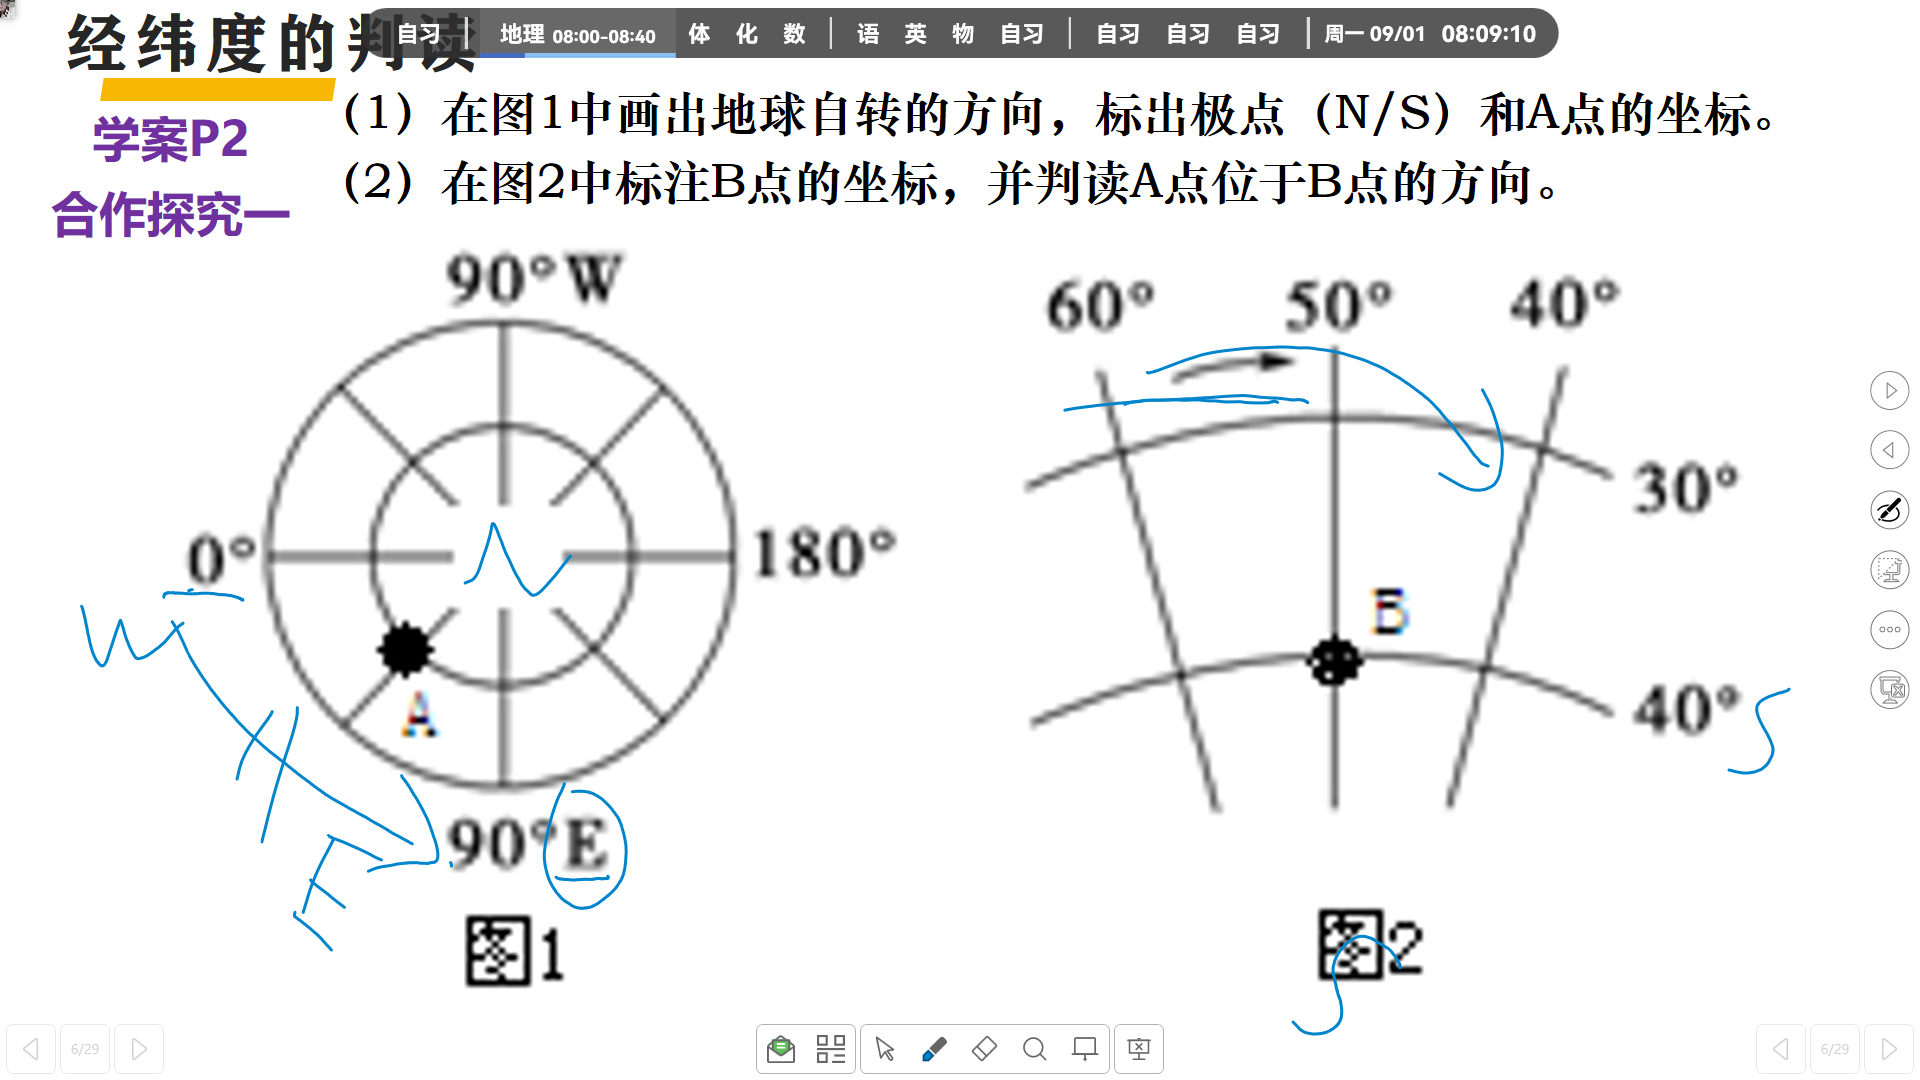 经纬度的判读
自习 | 地理 08:00-08:40 体 化 数 | 语 英 物 自习 | 自习 自习 自习 | 周一 09/01 08:09:10
学案P2
合作探究一
（1）在图1中画出地球自转的方向，标出极点（N/S）和A点的坐标。
（2）在图2中标注B点的坐标，并判读A点位于B点的方向。
90°W
0°
180°
N
W
A
E
90°E
图1
60° 50° 40°
30°
B
40° S
图2
S
6/29
6/29